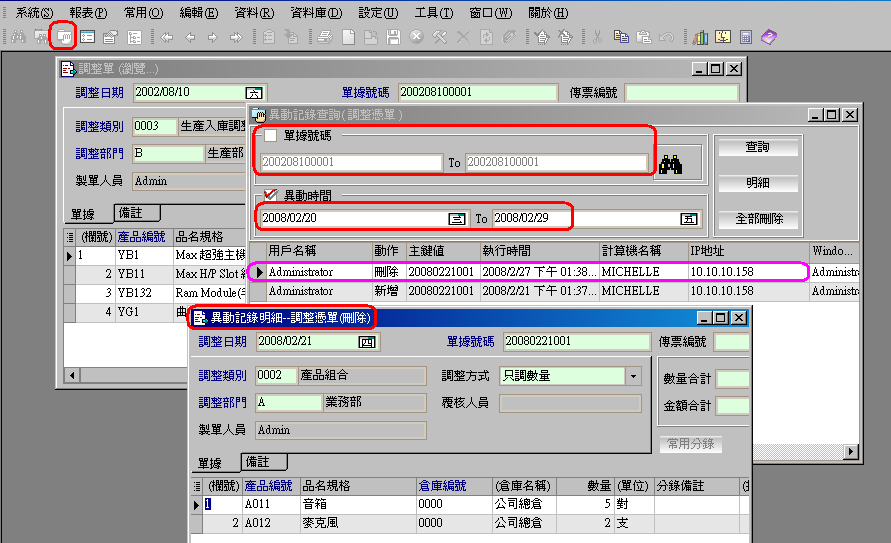 系統(S) 報表(P) 常用(O) 編輯(E) 資料(R) 資料庫(D) 設定(U) 工具(T) 窗口(W) 關於(H)
調整單 (瀏覽...)
調整日期 2002/08/10 六 單據號碼 200208100001 傳票編號
調整類別 0003 生產入庫調整
調整部門 B 生產部
製單人員 Admin
單據 備註
(欄號) 產品編號 品名規格
1 YB1 Max 超強主機
2 YB11 Max H/P Slot
3 YB132 Ram Module(
4 YG1
異動記錄查詢(調整憑單)
單據號碼
200208100001 To 200208100001
異動時間
2008/02/20 三 To 2008/02/29 五
查詢
明細
全部刪除
用戶名稱 動作 主鍵值 執行時間 計算機名稱 IP地址 Windo...
Administrator 刪除 20080221001 2008/2/27 下午 01:38... MICHELLE 10.10.10.158 Administra
Administrator 新增 20080221001 2008/2/21 下午 01:37... MICHELLE 10.10.10.158 Administra
異動記錄明細--調整憑單(刪除)
調整日期 2008/02/21 四 單據號碼 20080221001 傳票編號
調整類別 0002 產品組合 調整方式 只調數量 數量合計
調整部門 A 業務部 覆核人員 金額合計
製單人員 Admin
常用分錄
單據 備註
(欄號) 產品編號 品名規格 倉庫編號 (倉庫名稱) 數量 (單位) 分錄備註
1 A011 音箱 0000 公司總倉 5 對
2 A012 麥克風 0000 公司總倉 2 支